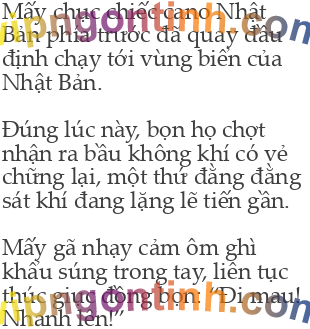 Mấy chục chiếc cano Nhật
Bản phía trước đã quay đầu
định chạy tới vùng biển của
Nhật Bản.
Đúng lúc này, bọn họ chợt
nhận ra bầu không khí có vẻ
chững lại, một thứ đằng đằng
sát khí đang lặng lẽ tiến gần.
Mấy gã nhạy cảm ôm ghì
khẩu súng trong tay, liên tục
thúc giục đồng bọn: “Đi mau!
Nhanh lên!”